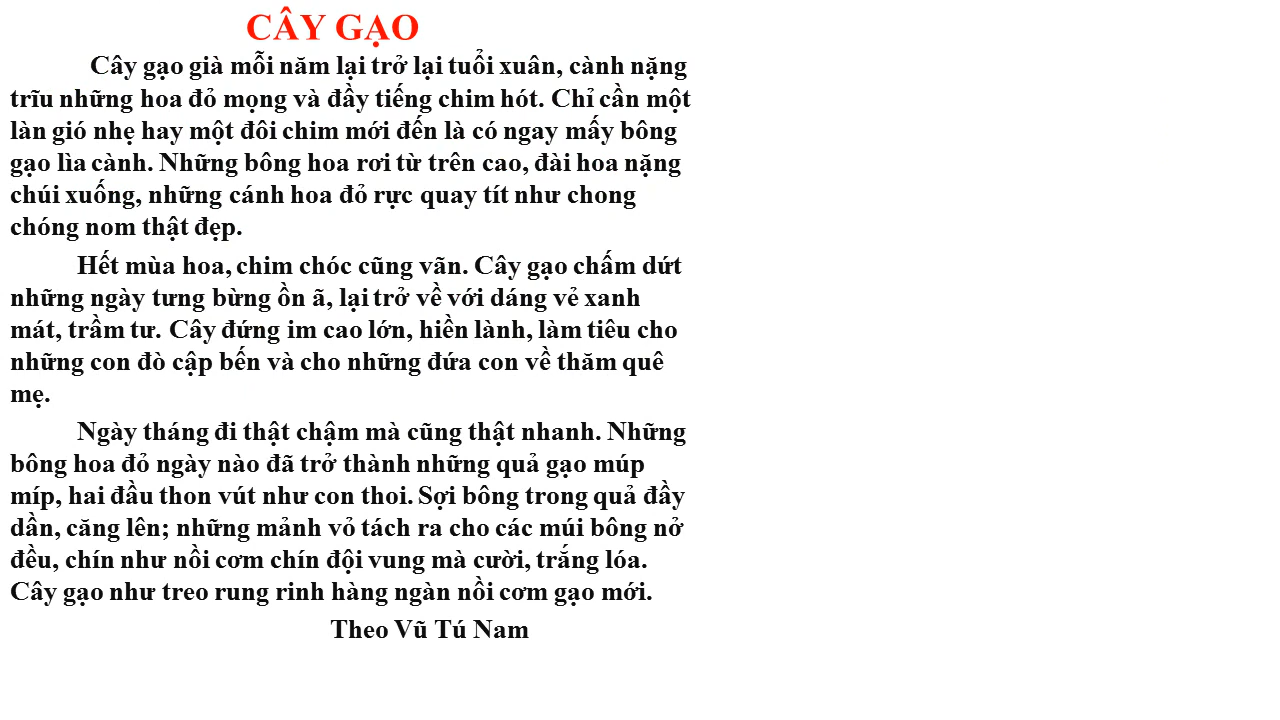 CÂY GẠO
Cây gạo già mỗi năm lại trở lại tuổi xuân, cành nặng
trĩu những hoa đỏ mọng và đầy tiếng chim hót. Chỉ cần một
làn gió nhẹ hay một đôi chim mới đến là có ngay mấy bông
gạo lìa cành. Những bông hoa rơi từ trên cao, đài hoa nặng
chúi xuống, những cánh hoa đỏ rực quay tít như chong
chóng nom thật đẹp.
Hết mùa hoa, chim chóc cũng vãn. Cây gạo chấm dứt
những ngày tưng bừng ồn ã, lại trở về với dáng vẻ xanh
mát, trầm tư. Cây đứng im cao lớn, hiền lành, làm tiêu cho
những con đò cập bến và cho những đứa con về thăm quê
mẹ.
Ngày tháng đi thật chậm mà cũng thật nhanh. Những
bông hoa đỏ ngày nào đã trở thành những quả gạo múp
míp, hai đầu thon vút như con thoi. Sợi bông trong quả đầy
dần, căng lên; những mảnh vỏ tách ra cho các múi bông nở
đều, chín như nồi cơm chín đội vung mà cười, trắng lóa.
Cây gạo như treo rung rinh hàng ngàn nồi cơm gạo mới.
Theo Vũ Tú Nam